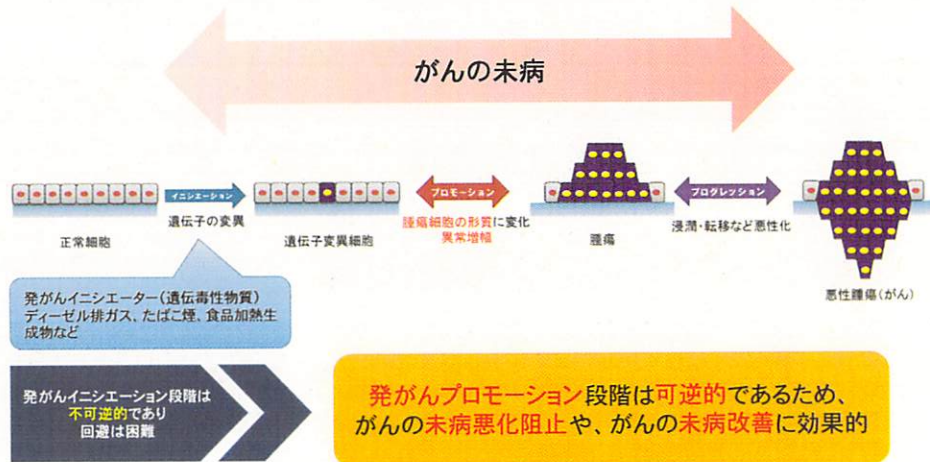 がんの未病
イニシエーション
プロモーション
プログレッション
遺伝子の変異
腫瘍細胞の形質に変化
異常増幅
浸潤・転移など悪性化
正常細胞
遺伝子変異細胞
腫瘍
悪性腫瘍(がん)
発がんイニシエーター(遺伝毒性物質)
ディーゼル排ガス、たばこ煙、食品加熱生
成物など
発がんイニシエーション段階は
不可逆的であり
回避は困難
発がんプロモーション段階は可逆的であるため、
がんの未病悪化阻止や、がんの未病改善に効果的